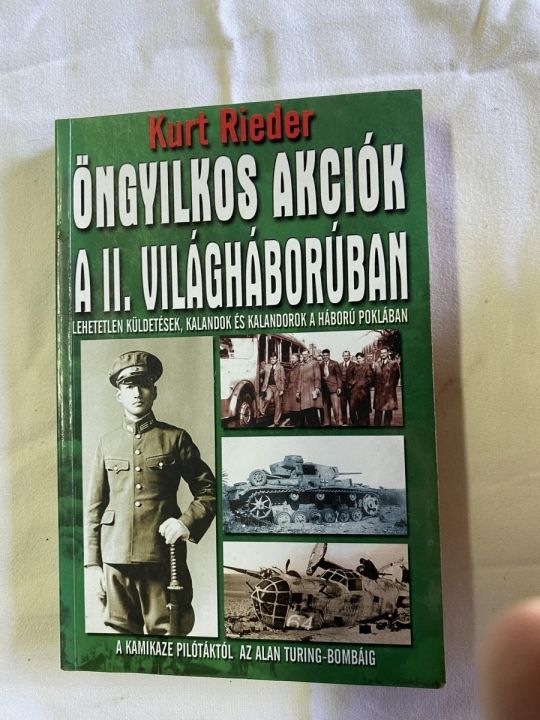 Kurt Rieder
ÖNGYILKOS AKCIÓK
A II. VILÁGHÁBORÚBAN
LEHETETLEN KÜLDETÉSEK, KALANDOK ÉS KALANDOROK A HÁBORÚ POKLÁBAN
64
A KAMIKAZE PILÓTÁKTÓL AZ ALAN TURING-BOMBÁIG